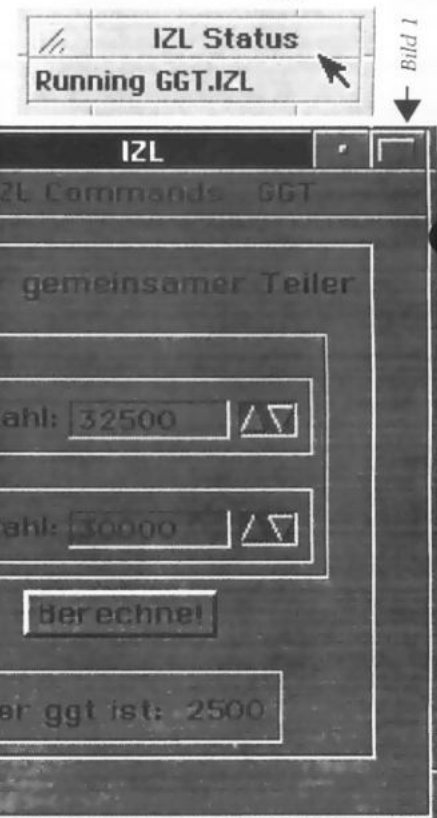 IZL Status
Bild 1
Running GGT.IZL
IZL
Commands GGT
gemeinsamer Teiler
ahl: 32500
ahl: 30000
Berechne!
er ggt ist: 2500